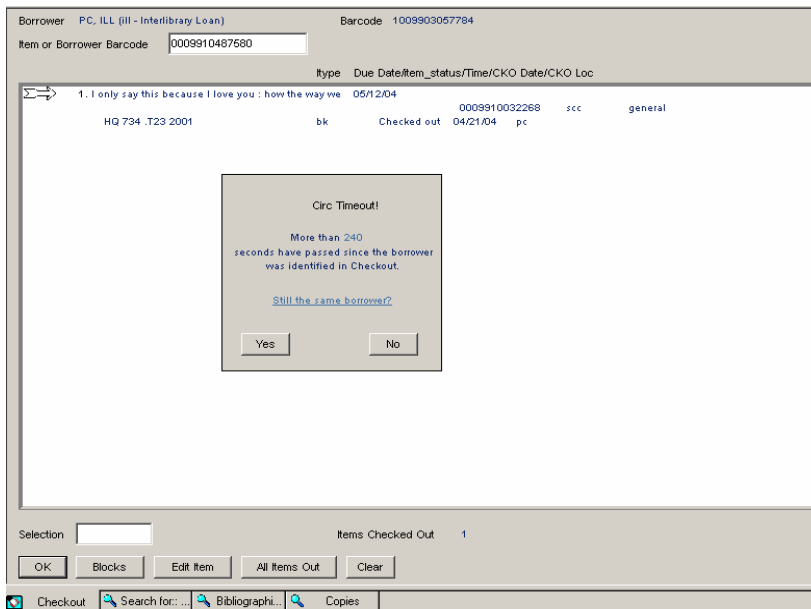 Borrower PC, ILL (ill - Interlibrary Loan) Barcode 1009903057784
Item or Borrower Barcode 0009910487580
Itype Due Date/Item_status/Time/CKO Date/CKO Loc
1. I only say this because I love you : how the way we 05/12/04
0009910032268 scc general
HQ 734 .T23 2001 bk Checked out 04/21/04 pc
Circ Timeout!
More than 240
seconds have passed since the borrower
was identified in Checkout.
Still the same borrower?
Yes No
Selection Items Checked Out 1
OK Blocks Edit Item All Items Out Clear
Checkout Search for:: ... Bibliographi... Copies